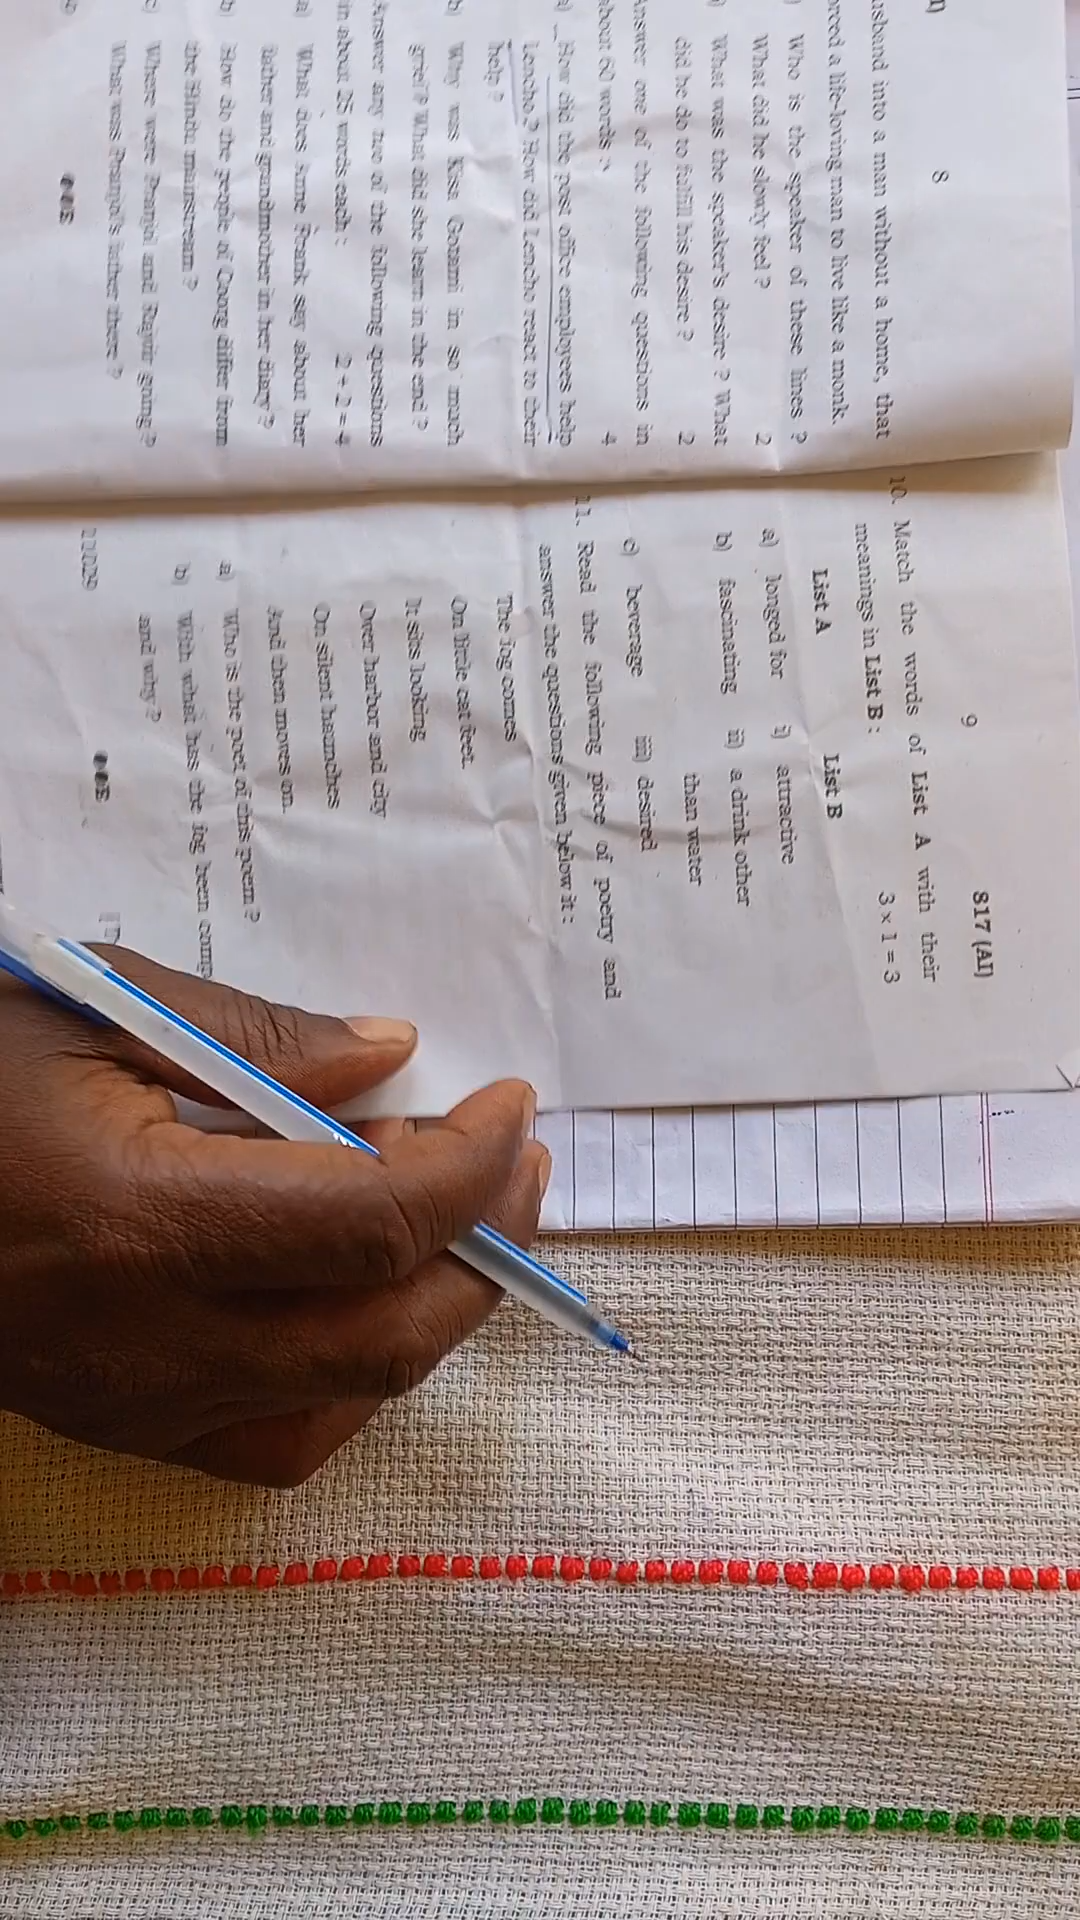 8
usband into a man without a home, that
orced a life-loving man to live like a monk.
Who is the speaker of these lines ?
What did he slowly feel ? 2
What was the speaker's desire ? What
did he do to fulfill his desire ? 2
Answer one of the following questions in
about 60 words : 4
a) How did the post office employees help
Lencho ? How did Lencho react to their
help ?
b) Why was Kisa Gotami in so much
grief ? What did she learn in the end ?
Answer any two of the following questions
in about 25 words each : 2 + 2 = 4
a) What does Anne Frank say about her
father and grandmother in her diary ?
b) How do the people of Coorg differ from
the Hindu mainstream ?
c) Where were Pranjol and Rajvir going ?
What was Pranjol's father there ?
9
817 (AI)
10. Match the words of List A with their
meanings in List B : 3 × 1 = 3
List A List B
a) longed for i) attractive
b) fascinating ii) a drink other
than water
c) beverage iii) desired
11. Read the following piece of poetry and
answer the questions given below it :
The fog comes
On little cat feet.
It sits looking
Over harbor and city
On silent haunches
And then moves on.
a) Who is the poet of this poem ?
b) With what has the fog been comp
and why ?